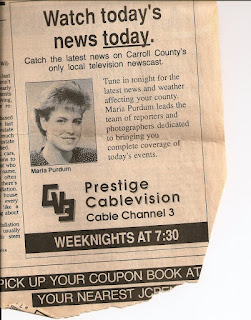 Watch today's
news today.
Catch the latest news on Carroll County's
only local television newscast.
Tune in tonight for the
latest news and weather
affecting your county.
Maria Purdum leads the
team of reporters and
photographers dedicated
to bringing you
complete coverage of
today's events.
Maria Purdum
Prestige
Cablevision
Cable Channel 3
WEEKNIGHTS AT 7:30
PICK UP YOUR COUPON BOOK AT
YOUR NEAREST